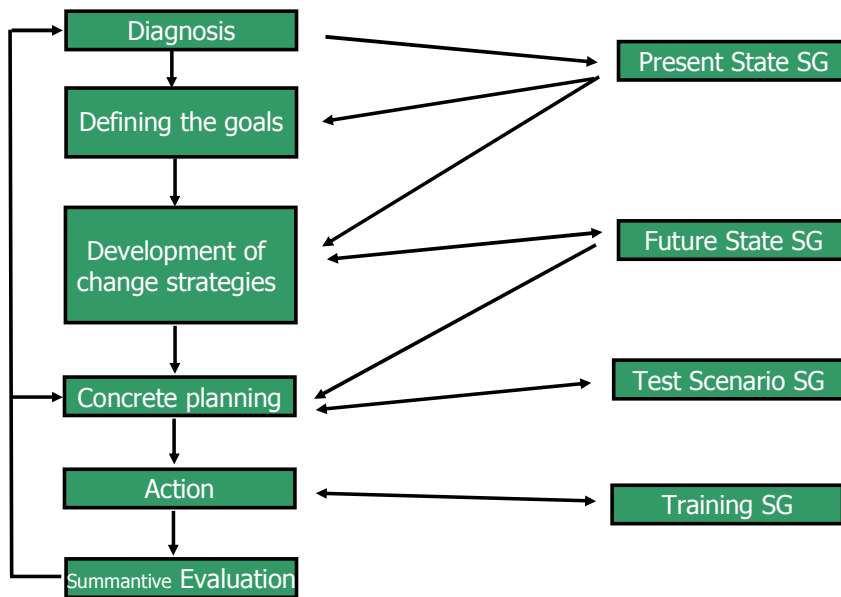 Diagnosis
Present State SG
Defining the goals
Development of
change strategies
Future State SG
Concrete planning
Test Scenario SG
Action
Training SG
Summantive Evaluation